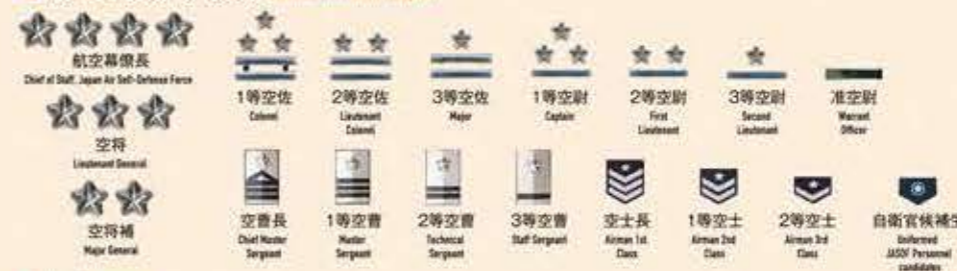 航空幕僚長
Chief of Staff, Japan Air Self-Defense Force
空将
Lieutenant General
空将補
Major General
1等空佐
Colonel
2等空佐
Lieutenant
Colonel
3等空佐
Major
1等空尉
Captain
2等空尉
First
Lieutenant
3等空尉
Second
Lieutenant
准空尉
Warrant
Officer
空曹長
Chief Master
Sergeant
1等空曹
Master
Sergeant
2等空曹
Technical
Sergeant
3等空曹
Staff Sergeant
空士長
Airman 1st
Class
1等空士
Airman 2nd
Class
2等空士
Airman 3rd
Class
自衛官候補生
Uniformed
JASDF Personnel
candidates